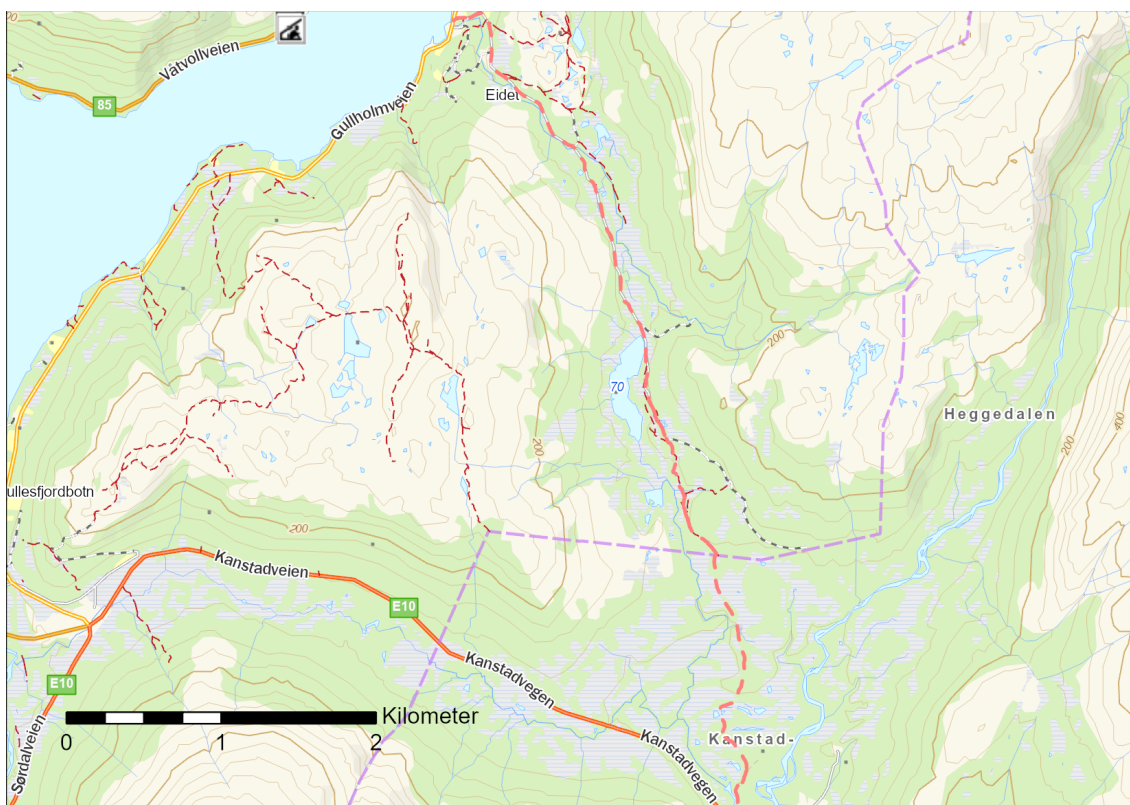 Våtvollveien
85
Gullholmveien
Eidet
200
70
Heggedalen
200
400
200
ullesfjordbotn
200
Kanstadveien
E10
Kanstadvegen
E10
Kilometer
0 1 2
Sørdalveien
Kanstadvegen
Kanstad-